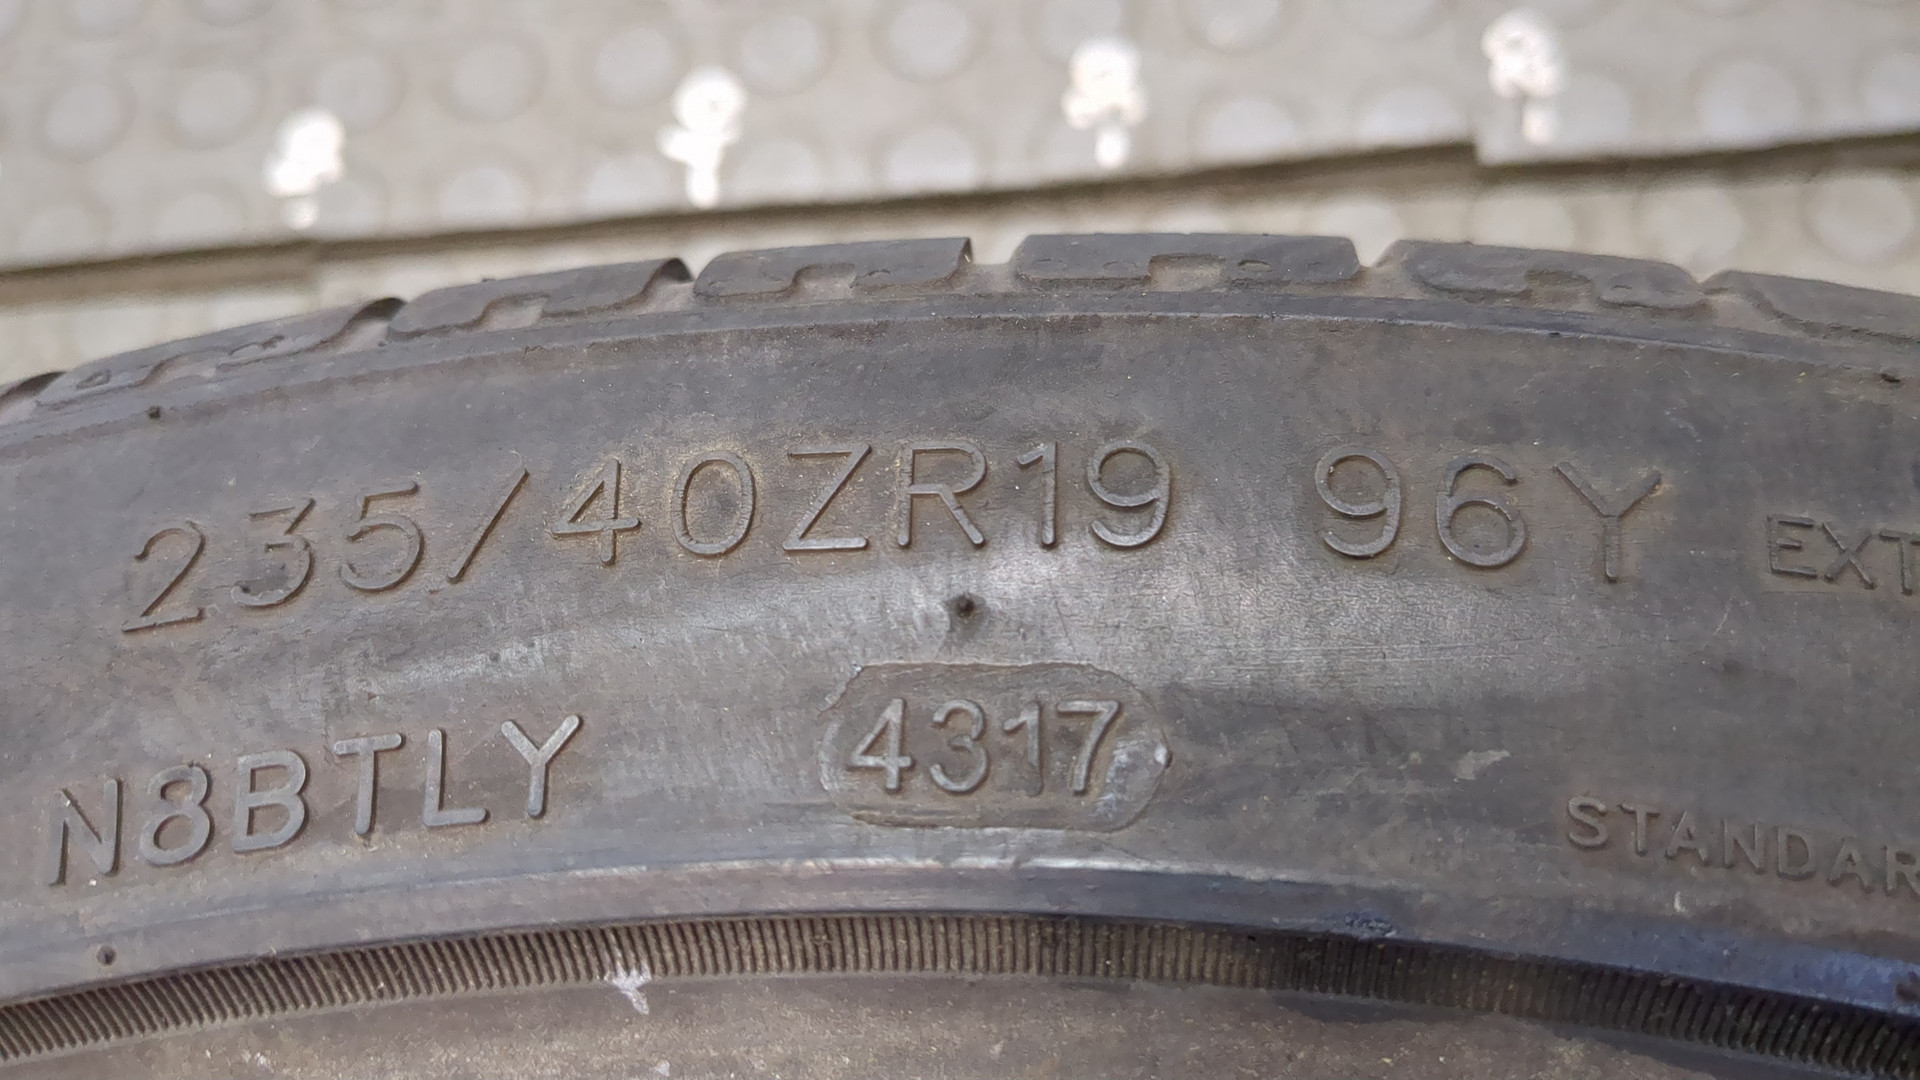 235/40ZR19 96Y EXT
N8BTLY 4317 STANDAR